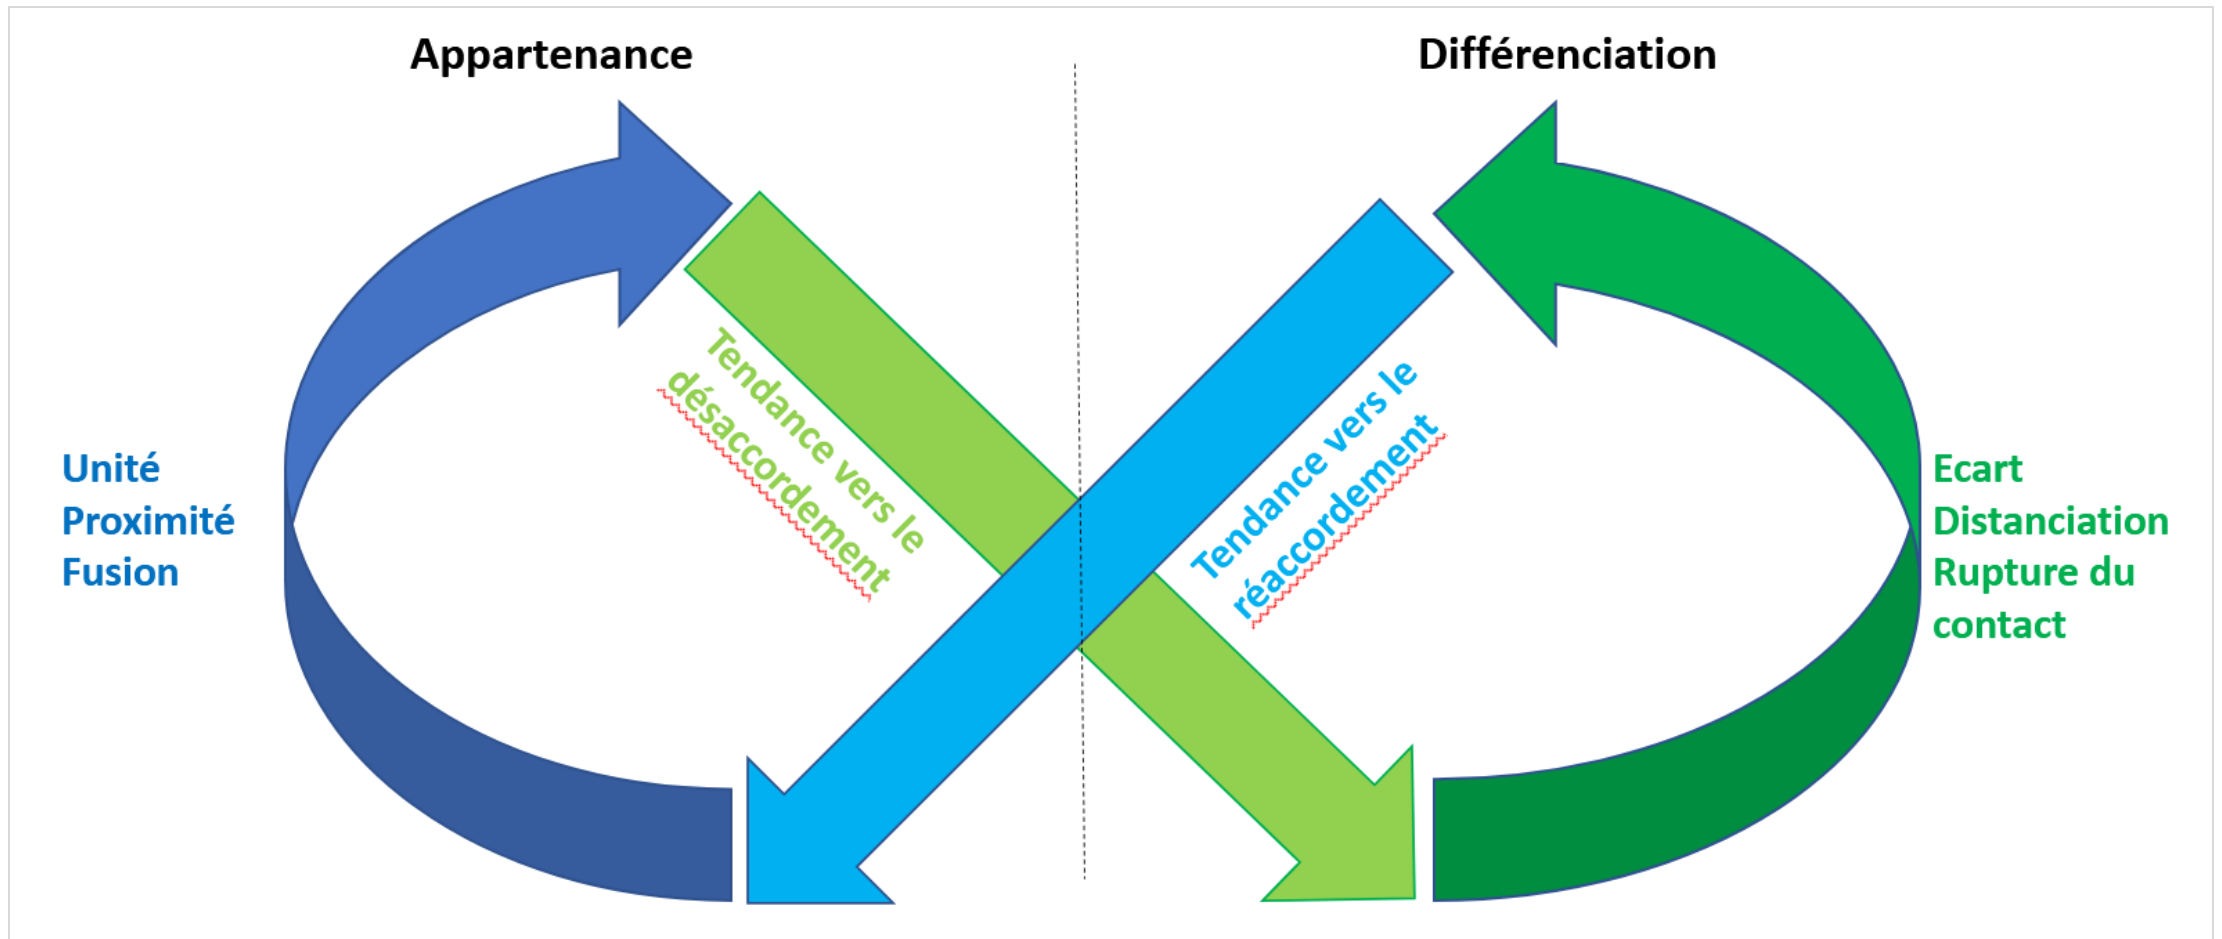 Appartenance
Différenciation
Tendance vers le
désaccordement
Tendance vers le
réaccordement
Unité
Proximité
Fusion
Ecart
Distanciation
Rupture du
contact